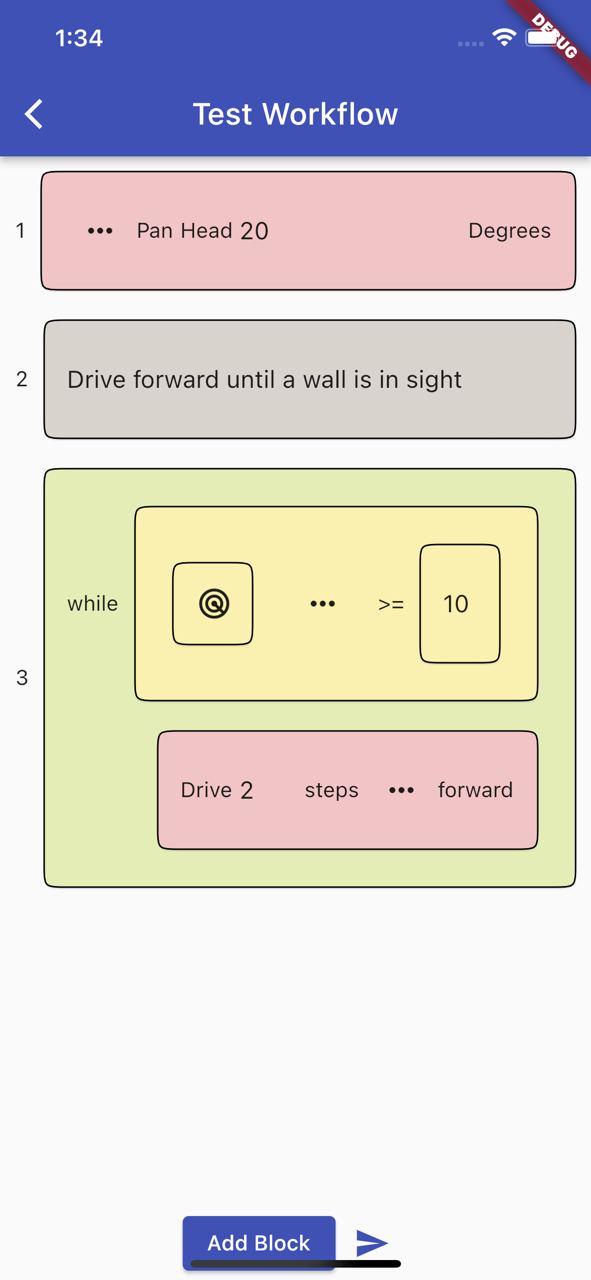 1:34
DEBUG
Test Workflow
1 ••• Pan Head 20 Degrees
2 Drive forward until a wall is in sight
while ••• >= 10
3
Drive 2 steps ••• forward
Add Block